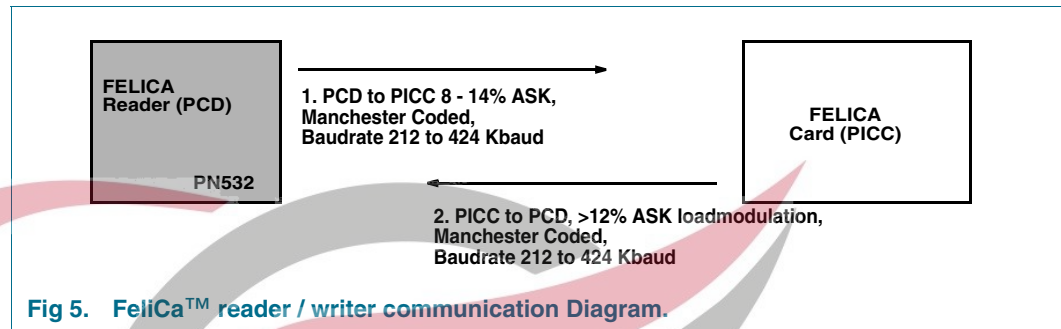 FELICA
Reader (PCD)
PN532
1. PCD to PICC 8 - 14% ASK,
Manchester Coded,
Baudrate 212 to 424 Kbaud
FELICA
Card (PICC)
2. PICC to PCD, >12% ASK loadmodulation,
Manchester Coded,
Baudrate 212 to 424 Kbaud
Fig 5. FeliCa™ reader / writer communication Diagram.